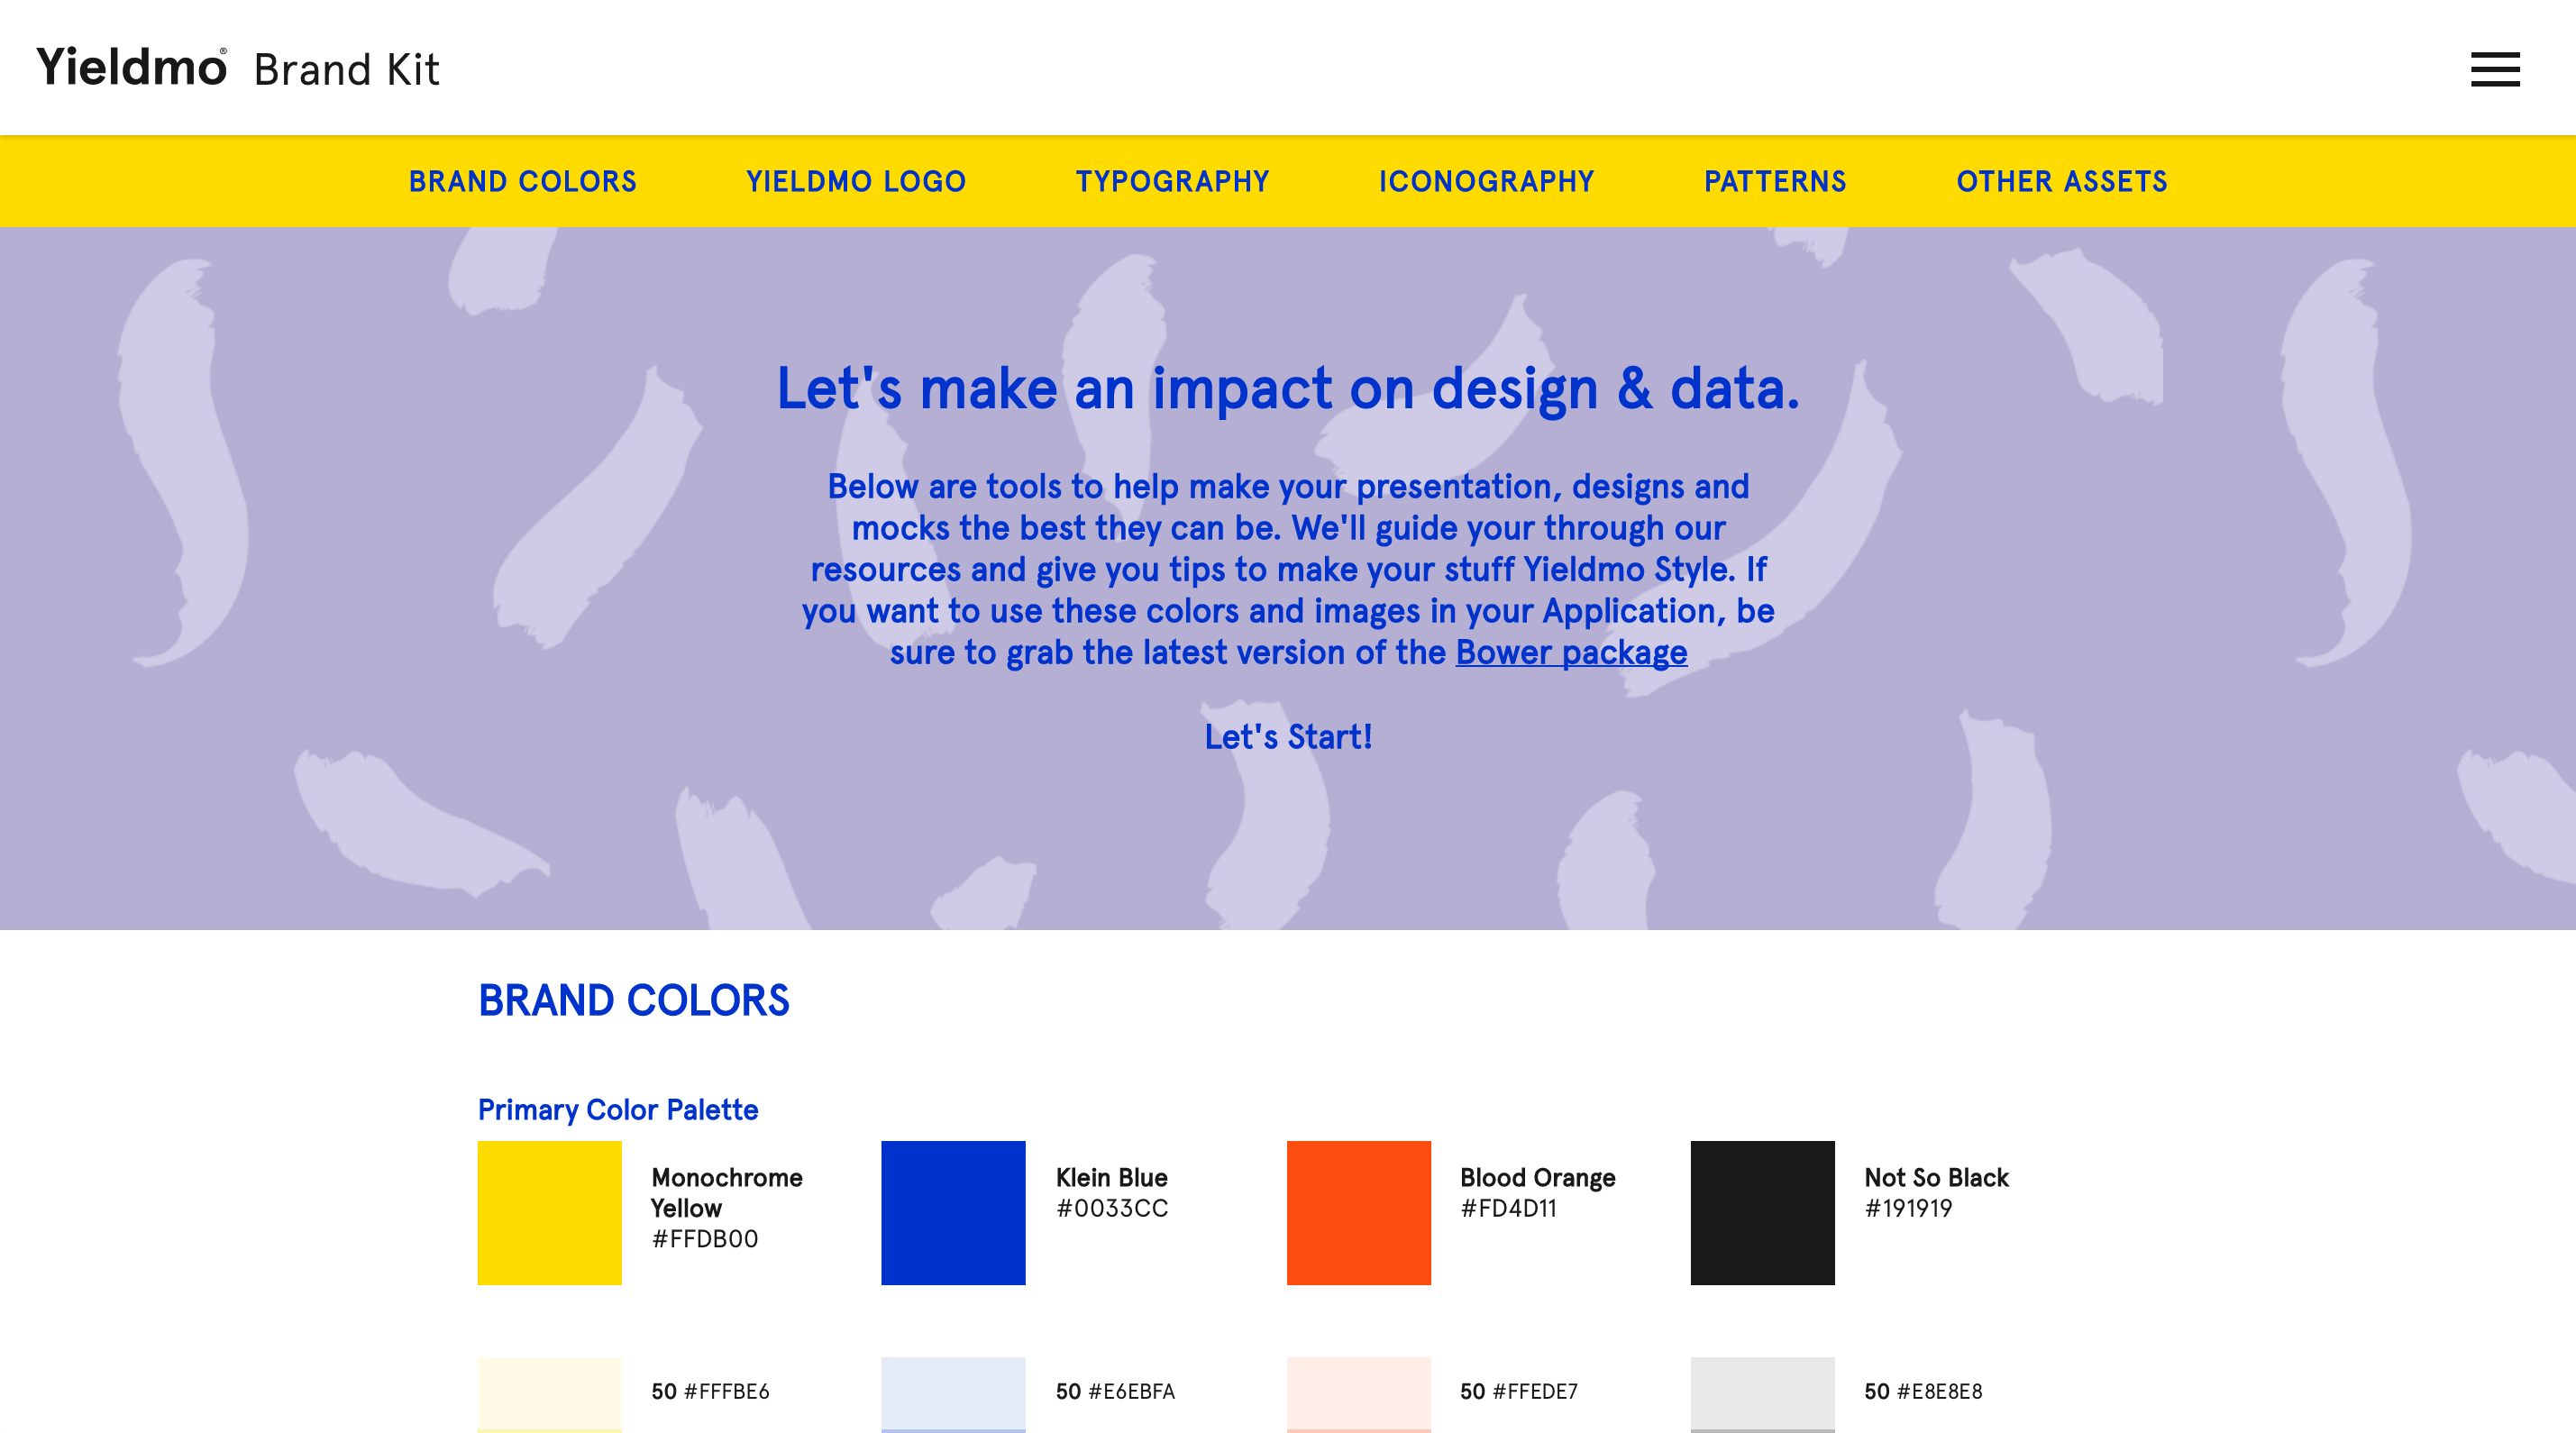 Yieldmo® Brand Kit
BRAND COLORS YIELDMO LOGO TYPOGRAPHY ICONOGRAPHY PATTERNS OTHER ASSETS
Let's make an impact on design & data.
Below are tools to help make your presentation, designs and
mocks the best they can be. We'll guide your through our
resources and give you tips to make your stuff Yieldmo Style. If
you want to use these colors and images in your Application, be
sure to grab the latest version of the Bower package
Let's Start!
BRAND COLORS
Primary Color Palette
Monochrome
Yellow
#FFDB00
Klein Blue
#0033CC
Blood Orange
#FD4D11
Not So Black
#191919
50 #FFFBE6
50 #E6EBFA
50 #FFEDE7
50 #E8E8E8